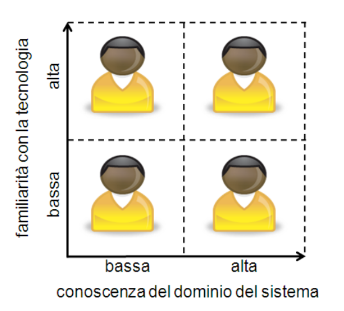 familiarità con la tecnologia
alta
bassa
bassa
alta
conoscenza del dominio del sistema